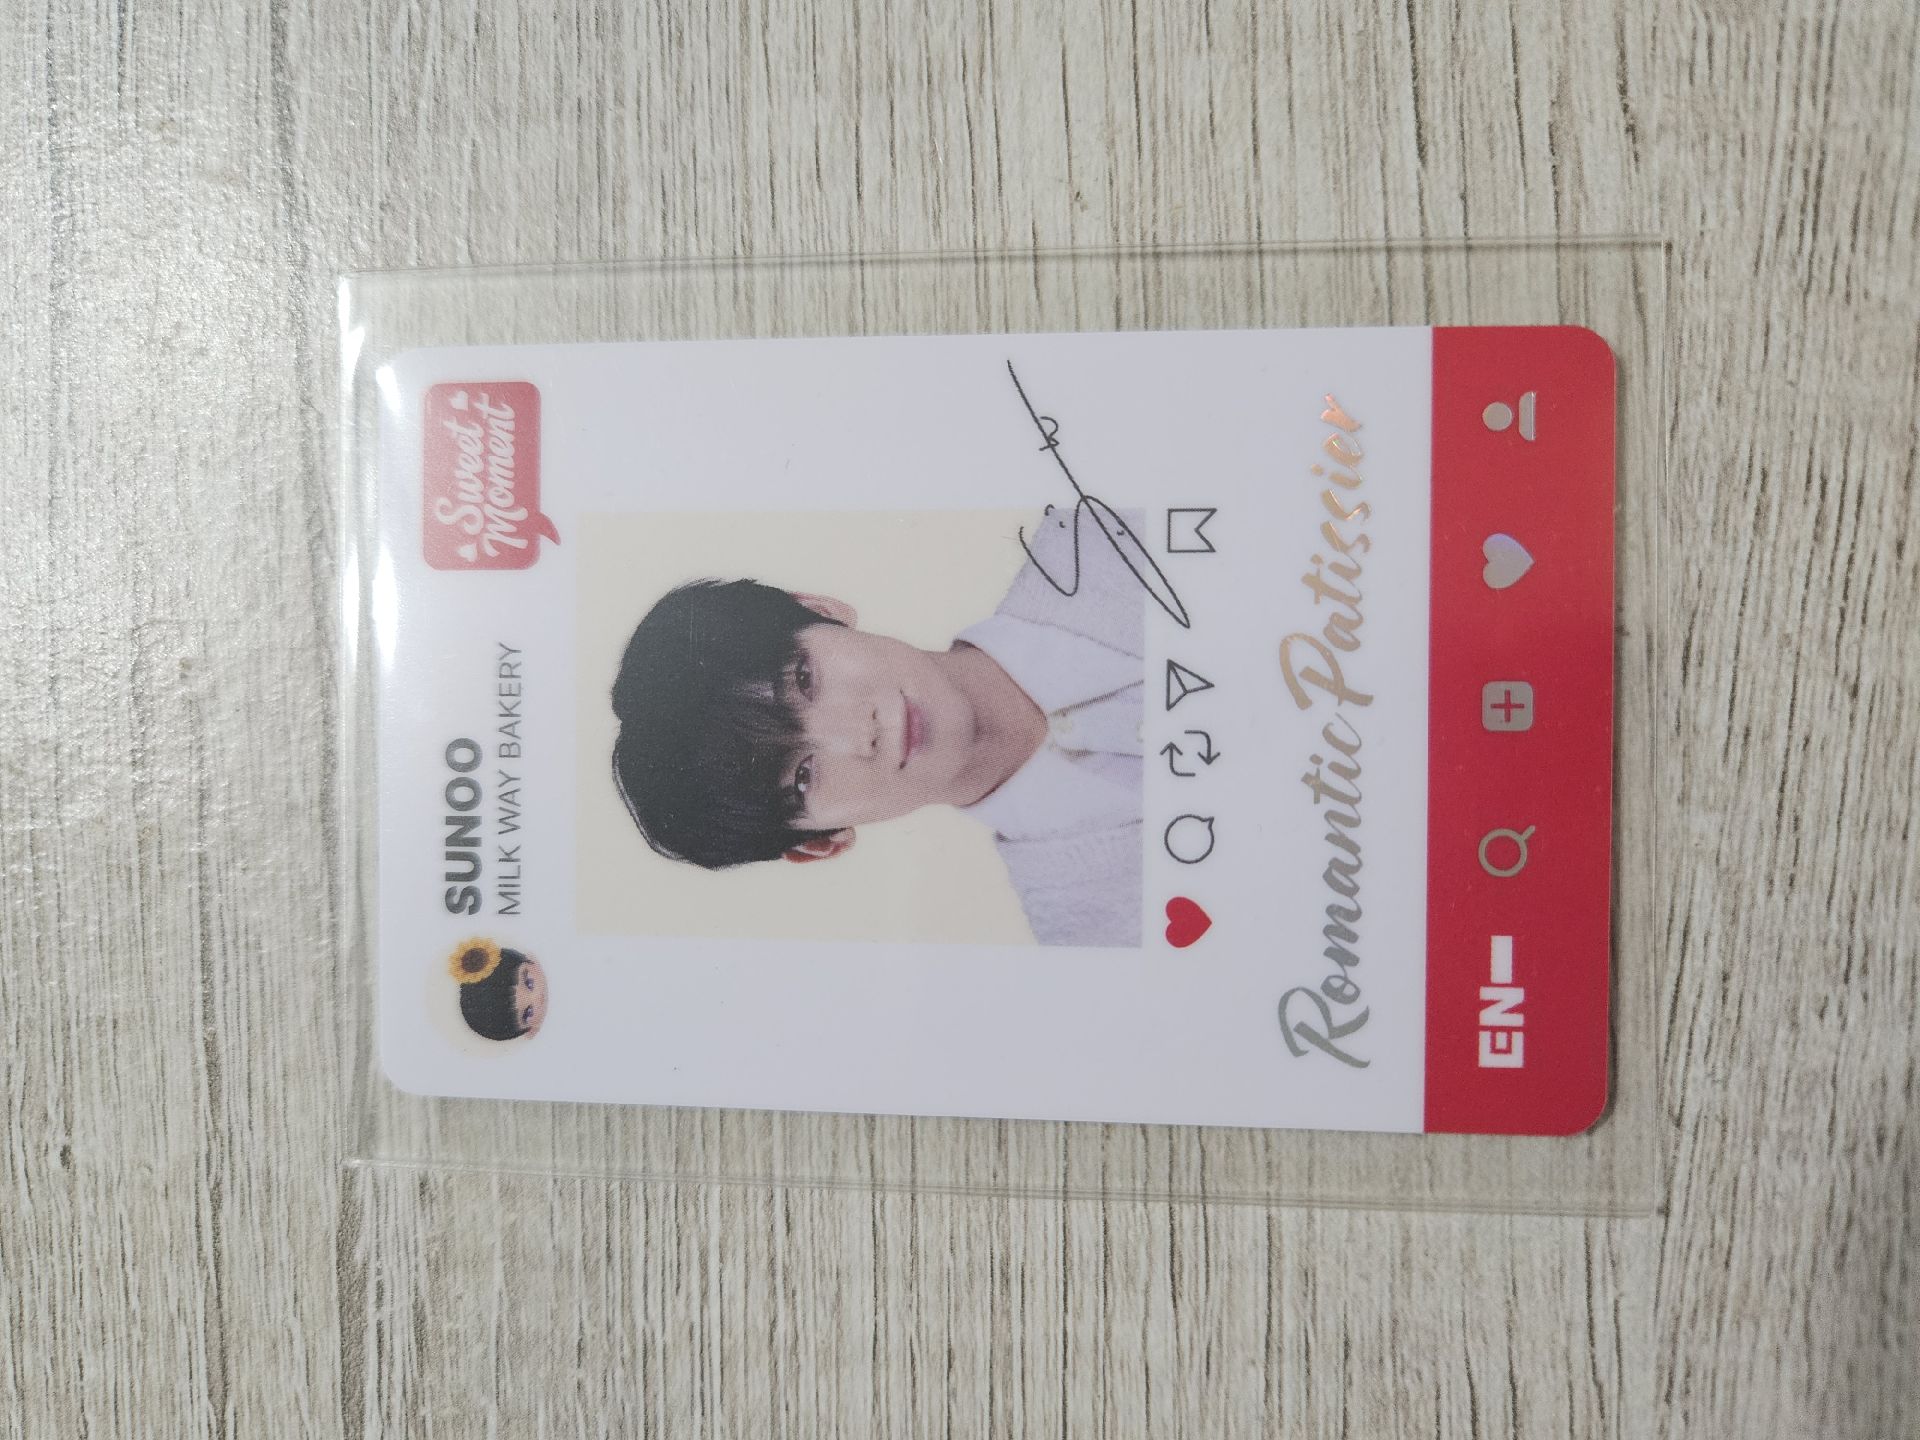 SUNOO
MILK WAY BAKERY
Sweet
Moment
Romantic Patissier
EN-